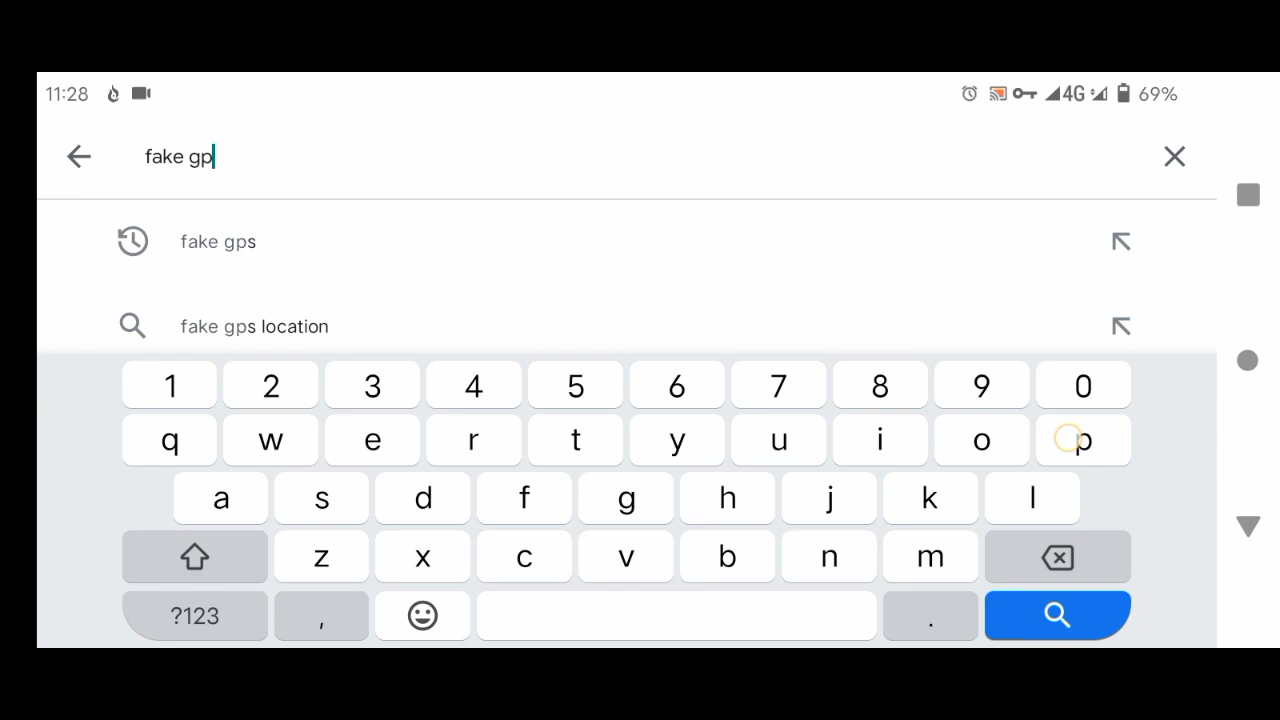 11:28 4G 69%
fake gp
fake gps
fake gps location
1 2 3 4 5 6 7 8 9 0
q w e r t y u i o p
a s d f g h j k l
z x c v b n m
?123 , .